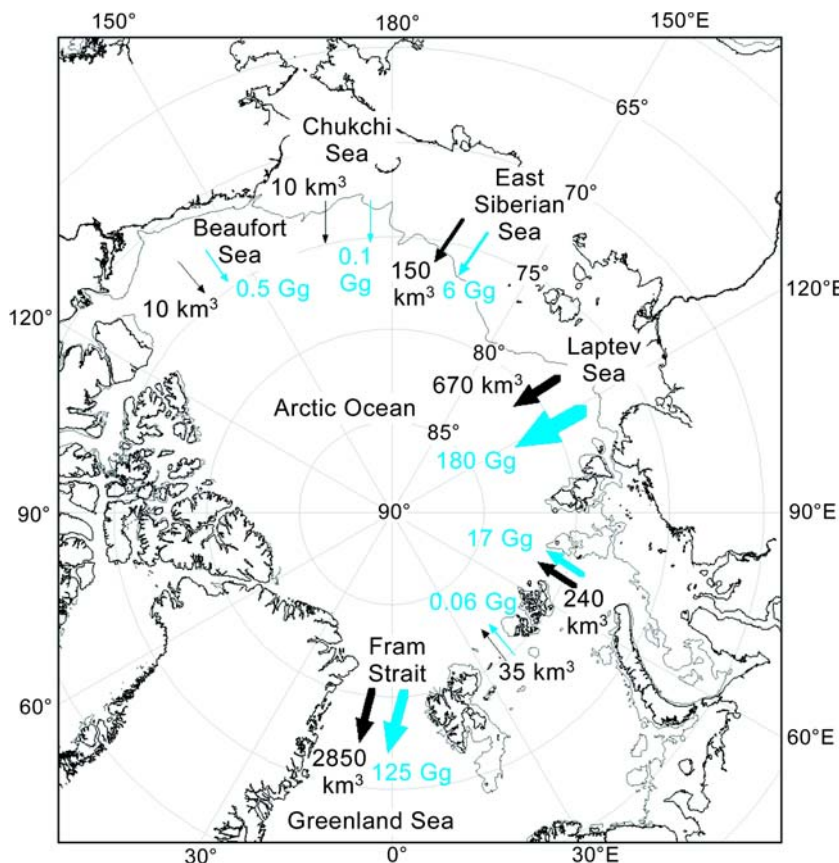 150°
180°
150°E
65°
Chukchi
Sea
10 km³
East
Siberian
Sea
70°
Beaufort
Sea
0.1
Gg
150
km³
6 Gg
75°
10 km³
0.5 Gg
120°E
120°
80°
Laptev
Sea
670 km³
Arctic Ocean
85°
180 Gg
90°
90°
90°E
17 Gg
0.06 Gg
240
km³
Fram
Strait
35 km³
60°
60°E
2850
km³
125 Gg
Greenland Sea
30°
0°
30°E